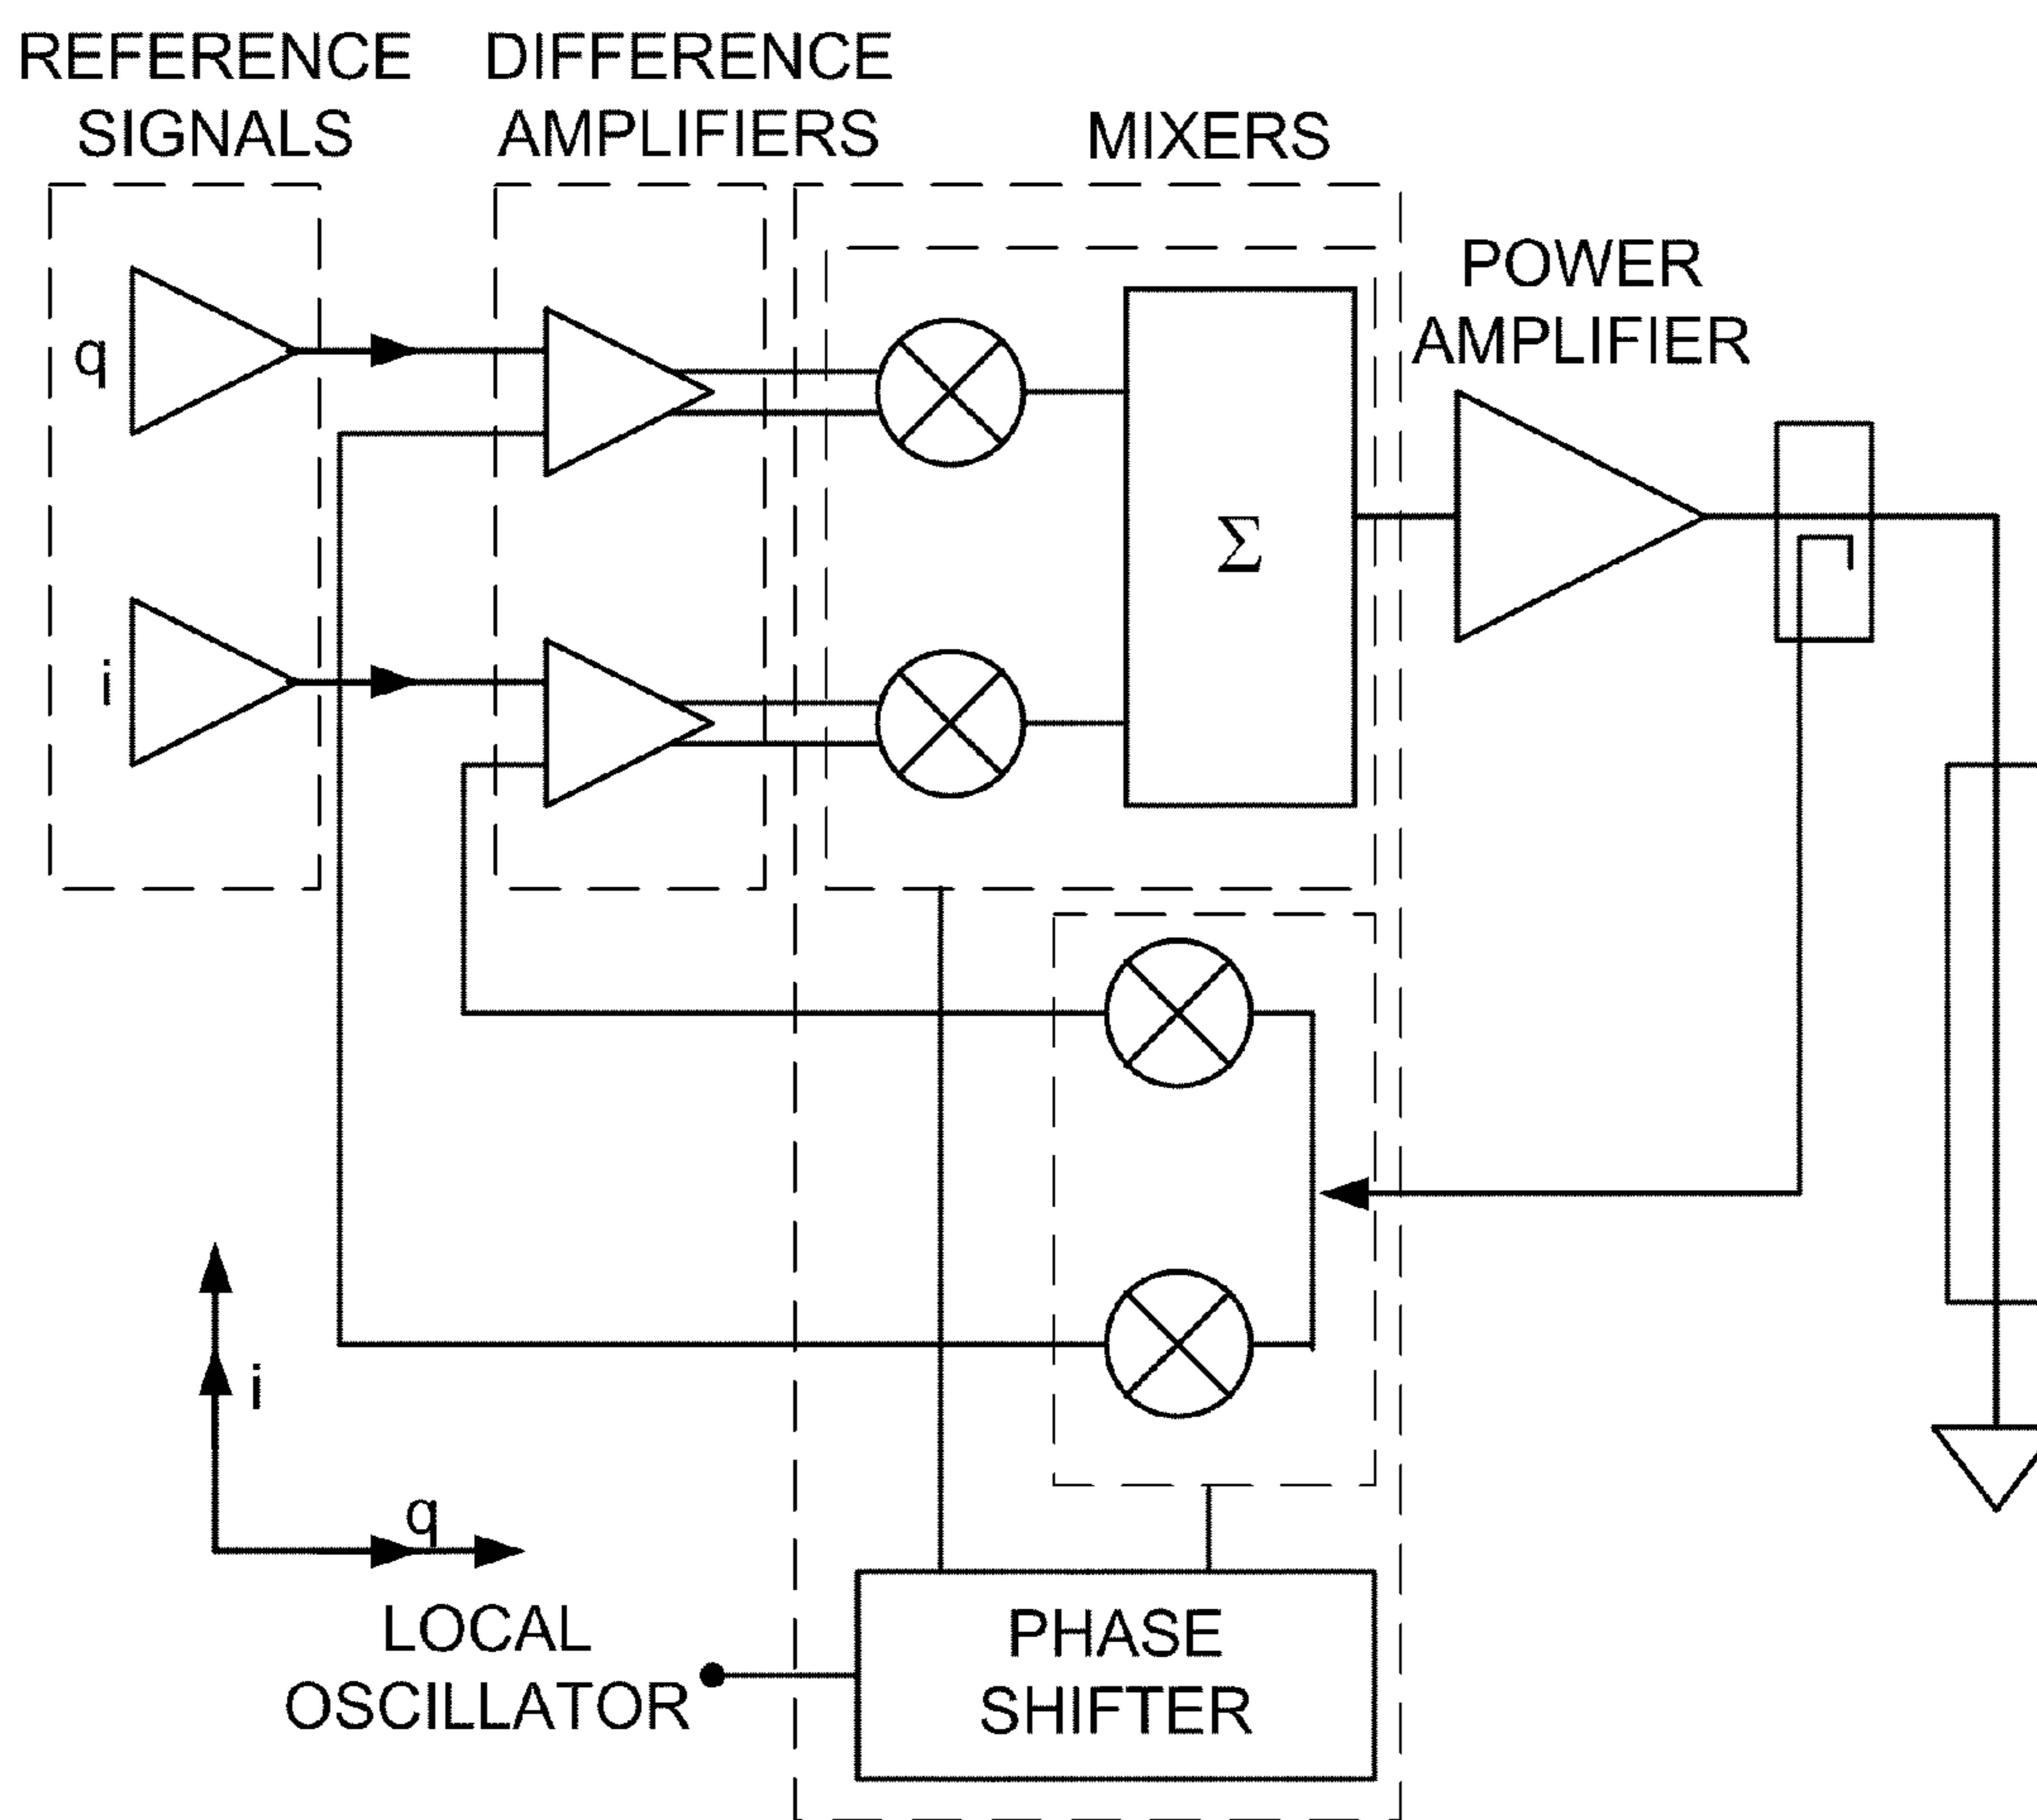 REFERENCE
SIGNALS
DIFFERENCE
AMPLIFIERS
MIXERS
POWER
AMPLIFIER
q
Σ
i
i
q
LOCAL
OSCILLATOR
PHASE
SHIFTER